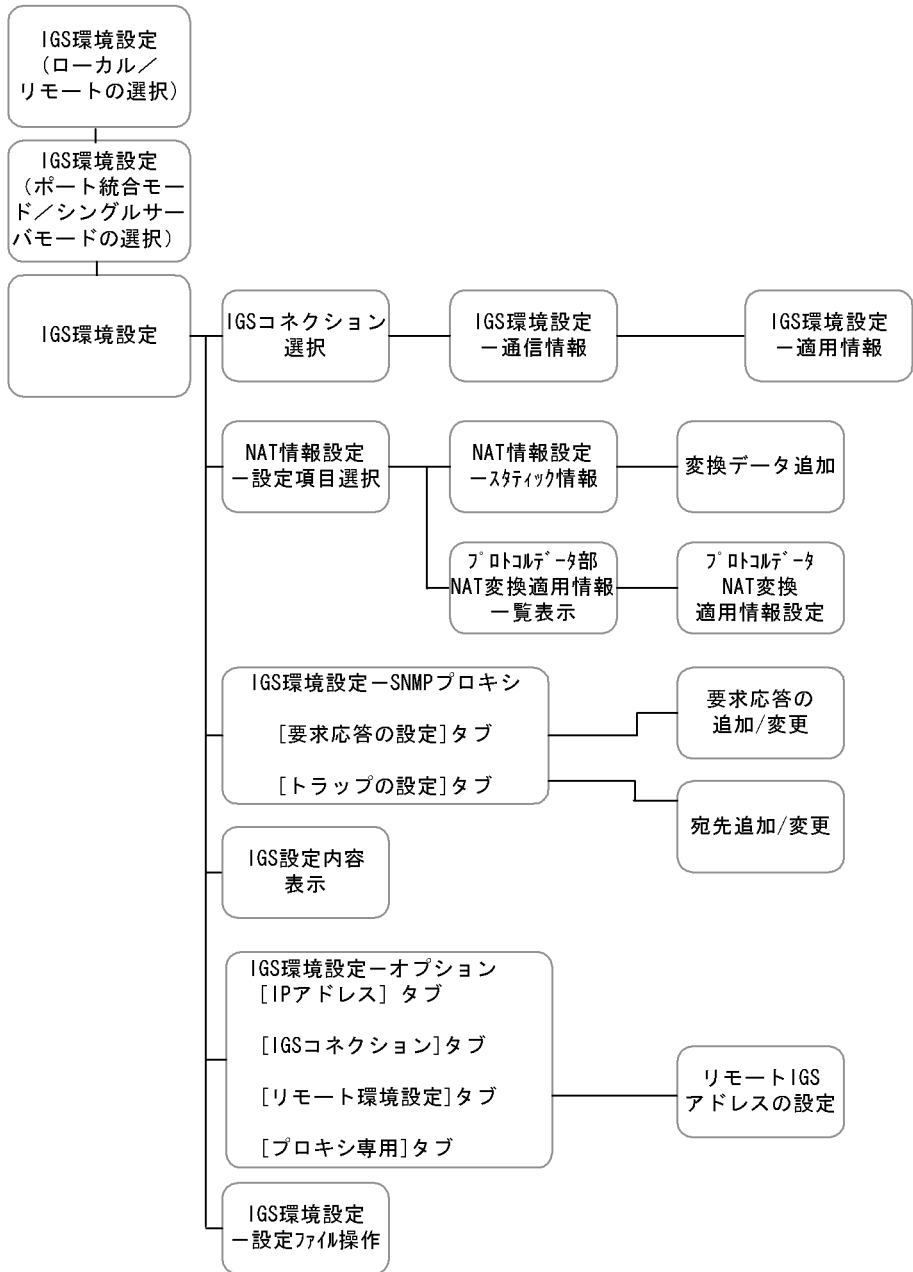 IGS環境設定
（ローカル／
リモートの選択）
IGS環境設定
（ポート統合モー
ド／シングルサー
バモードの選択）
IGS環境設定
IGSコネクション
選択
IGS環境設定
－通信情報
IGS環境設定
－適用情報
NAT情報設定
－設定項目選択
NAT情報設定
－ｽﾀﾃｨｯｸ情報
変換データ追加
ﾌﾟﾛﾄｺﾙﾃﾞｰﾀ部
NAT変換適用情報
一覧表示
ﾌﾟﾛﾄｺﾙﾃﾞｰﾀ
NAT変換
適用情報設定
IGS環境設定－SNMPプロキシ
[要求応答の設定]タブ
[トラップの設定]タブ
要求応答の
追加/変更
宛先追加/変更
IGS設定内容
表示
IGS環境設定－オプション
[IPアドレス] タブ
[IGSコネクション]タブ
[リモート環境設定]タブ
[プロキシ専用]タブ
リモートIGS
アドレスの設定
IGS環境設定
－設定ﾌｧｲﾙ操作